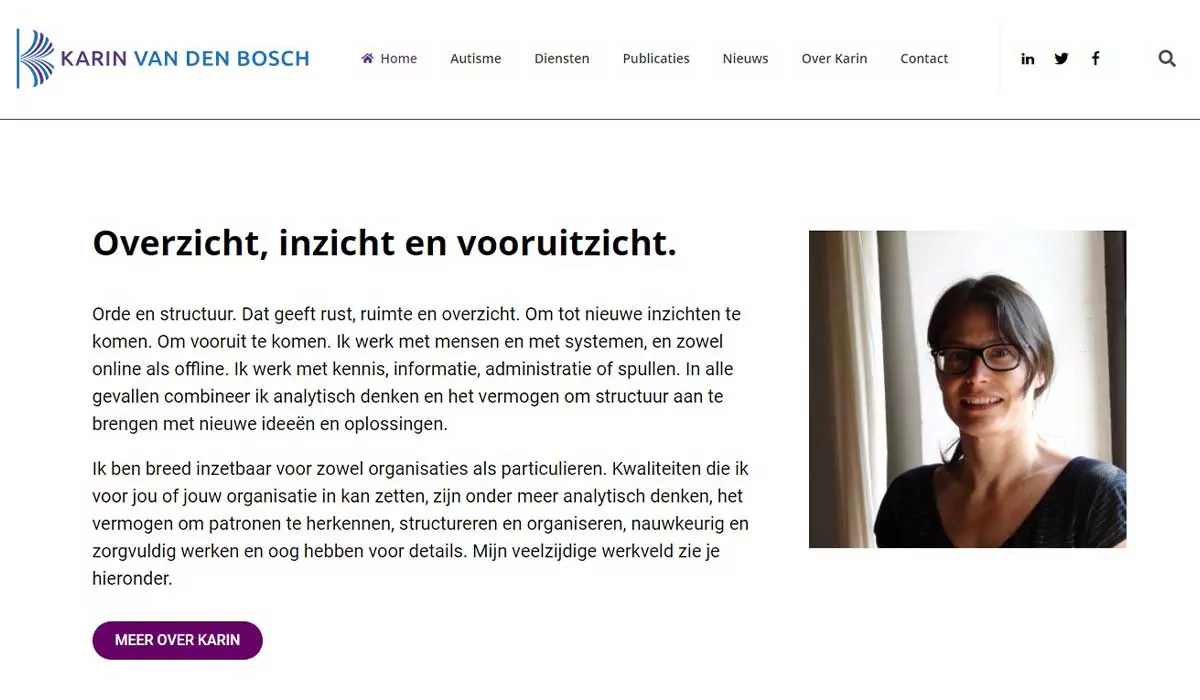 KARIN VAN DEN BOSCH
Home Autisme Diensten Publicaties Nieuws Over Karin Contact
Overzicht, inzicht en vooruitzicht.
Orde en structuur. Dat geeft rust, ruimte en overzicht. Om tot nieuwe inzichten te
komen. Om vooruit te komen. Ik werk met mensen en met systemen, en zowel
online als offline. Ik werk met kennis, informatie, administratie of spullen. In alle
gevallen combineer ik analytisch denken en het vermogen om structuur aan te
brengen met nieuwe ideeën en oplossingen.
Ik ben breed inzetbaar voor zowel organisaties als particulieren. Kwaliteiten die ik
voor jou of jouw organisatie in kan zetten, zijn onder meer analytisch denken, het
vermogen om patronen te herkennen, structureren en organiseren, nauwkeurig en
zorgvuldig werken en oog hebben voor details. Mijn veelzijdige werkveld zie je
hieronder.
MEER OVER KARIN